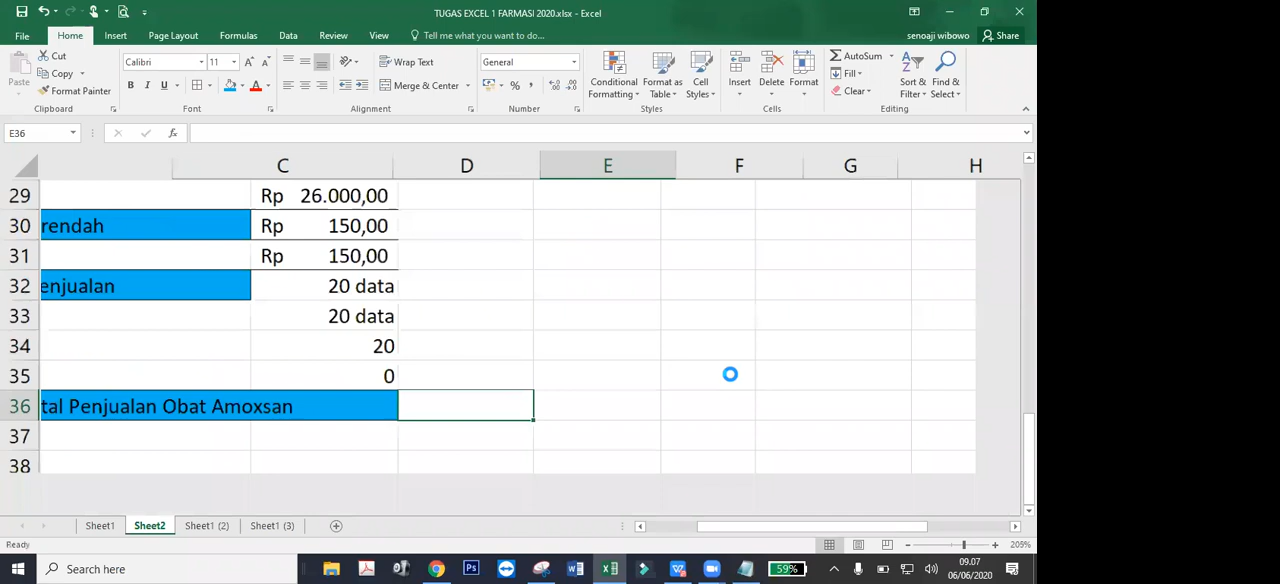 TUGAS EXCEL 1 FARMASI 2020.xlsx - Excel
File Home Insert Page Layout Formulas Data Review View Tell me what you want to do... senoaji wibowo Share
Paste Cut Copy Format Painter Clipboard
Calibri 11 B I U Font
Wrap Text Merge & Center Alignment
General % , Number
Conditional Formatting Format as Table Cell Styles Styles
Insert Delete Format Cells
AutoSum Fill Clear Sort & Filter Find & Select Editing
E36 fx
C D E F G H
29 Rp 26.000,00
30 rendah Rp 150,00
31 Rp 150,00
32 enjualan 20 data
33 20 data
34 20
35 0
36 tal Penjualan Obat Amoxsan
37
38
Sheet1 Sheet2 Sheet1 (2) Sheet1 (3)
Ready 209%
Search here 59% 09.07
06/06/2020